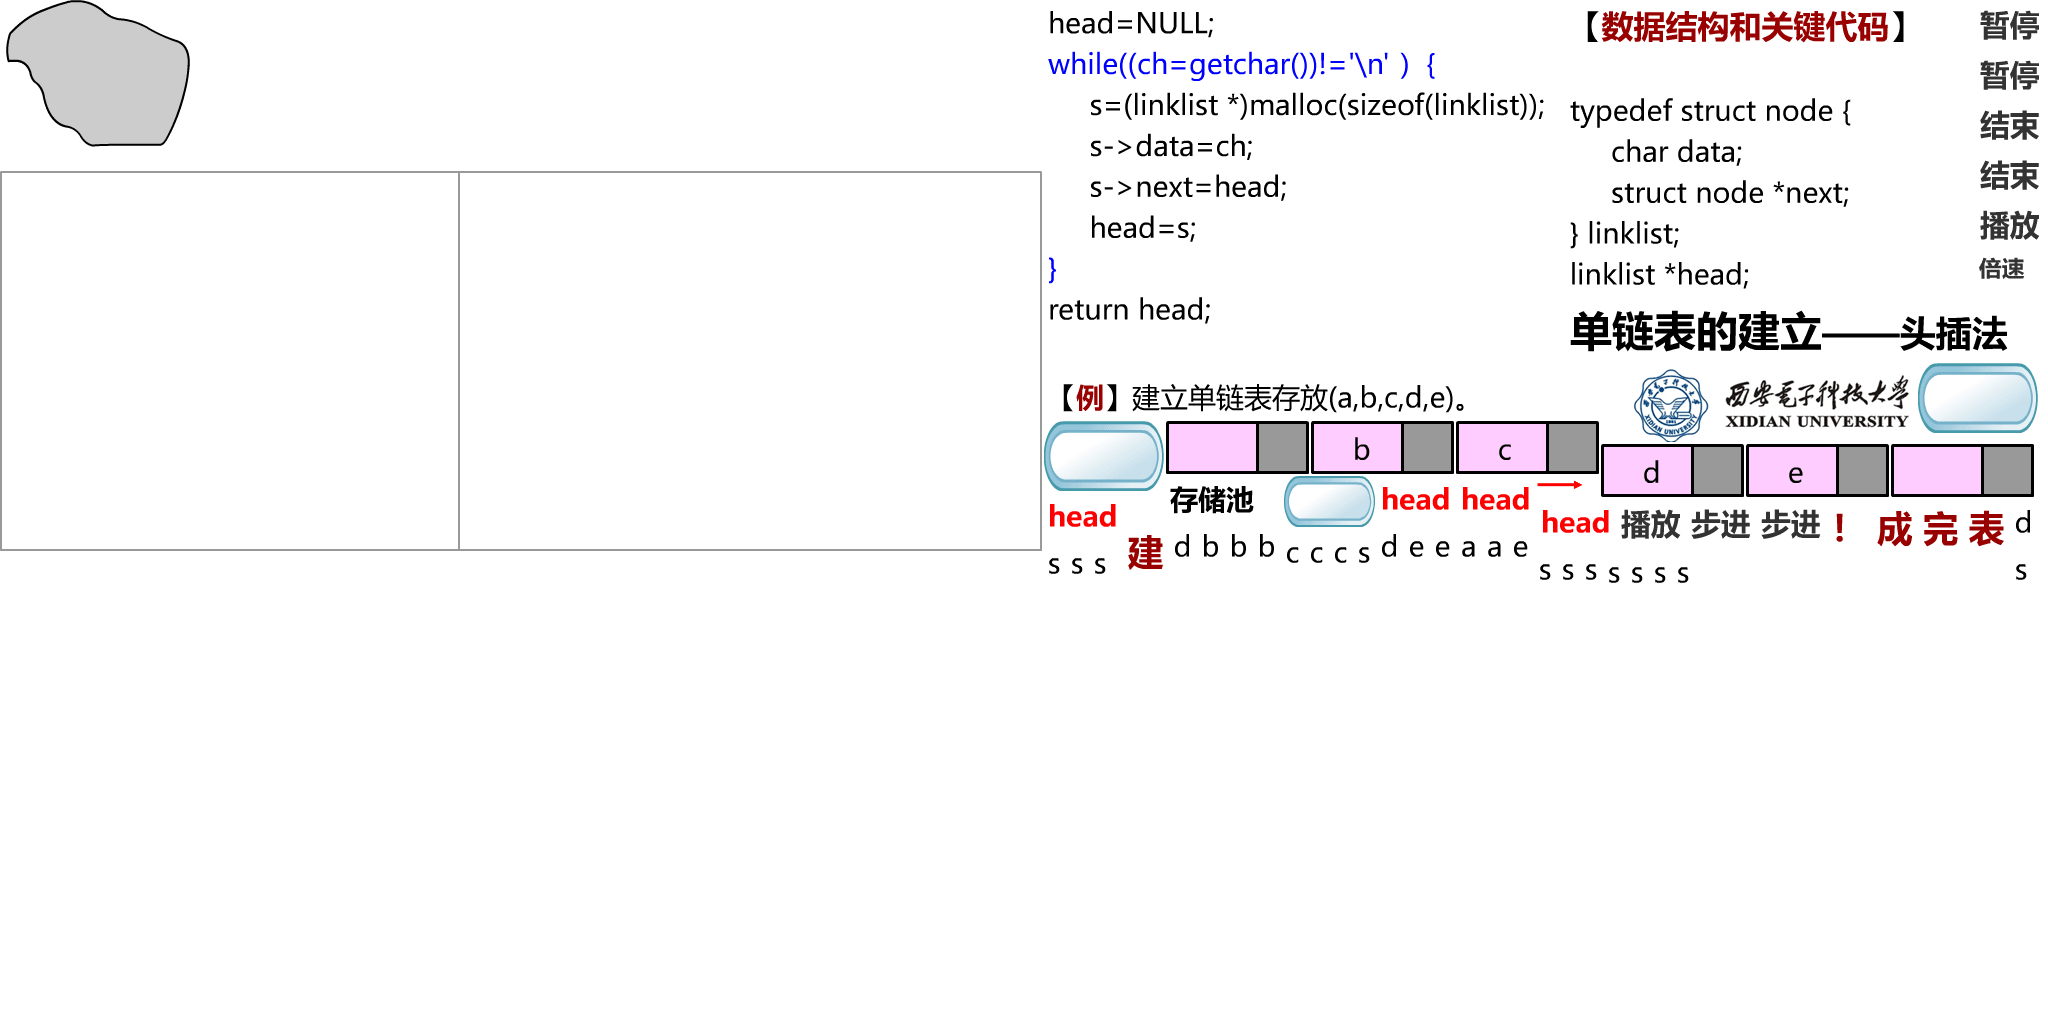 head=NULL;
while((ch=getchar())!='\n' ) {
s=(linklist *)malloc(sizeof(linklist));
s->data=ch;
s->next=head;
head=s;
}
return head;
【数据结构和关键代码】
typedef struct node {
char data;
struct node *next;
} linklist;
linklist *head;
暂停
暂停
结束
结束
播放
倍速
单链表的建立——头插法
西安电子科技大学
XIDIAN UNIVERSITY
【例】建立单链表存放(a,b,c,d,e)。
b
c
d
e
存储池
head
head
head
head
播放
步进
步进
！
成
完
表
d
s s s
建
d b b b c c c s d e e a a e
s s s s s s s
s